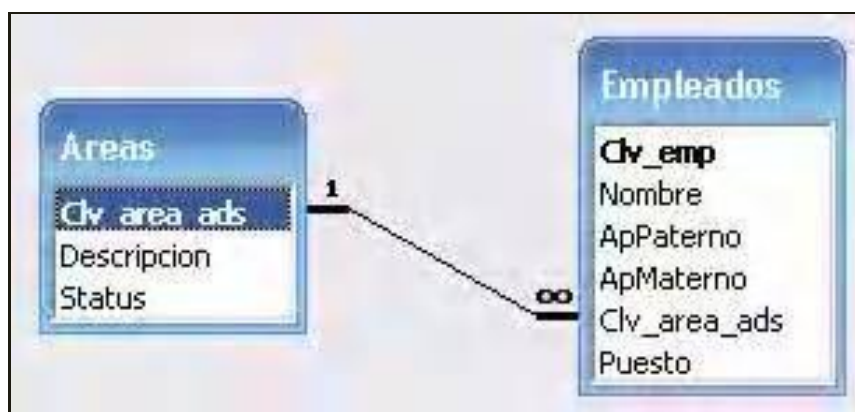 Areas
Clv_area_ads
Descripcion
Status
1
∞
Empleados
Clv_emp
Nombre
ApPaterno
ApMaterno
Clv_area_ads
Puesto